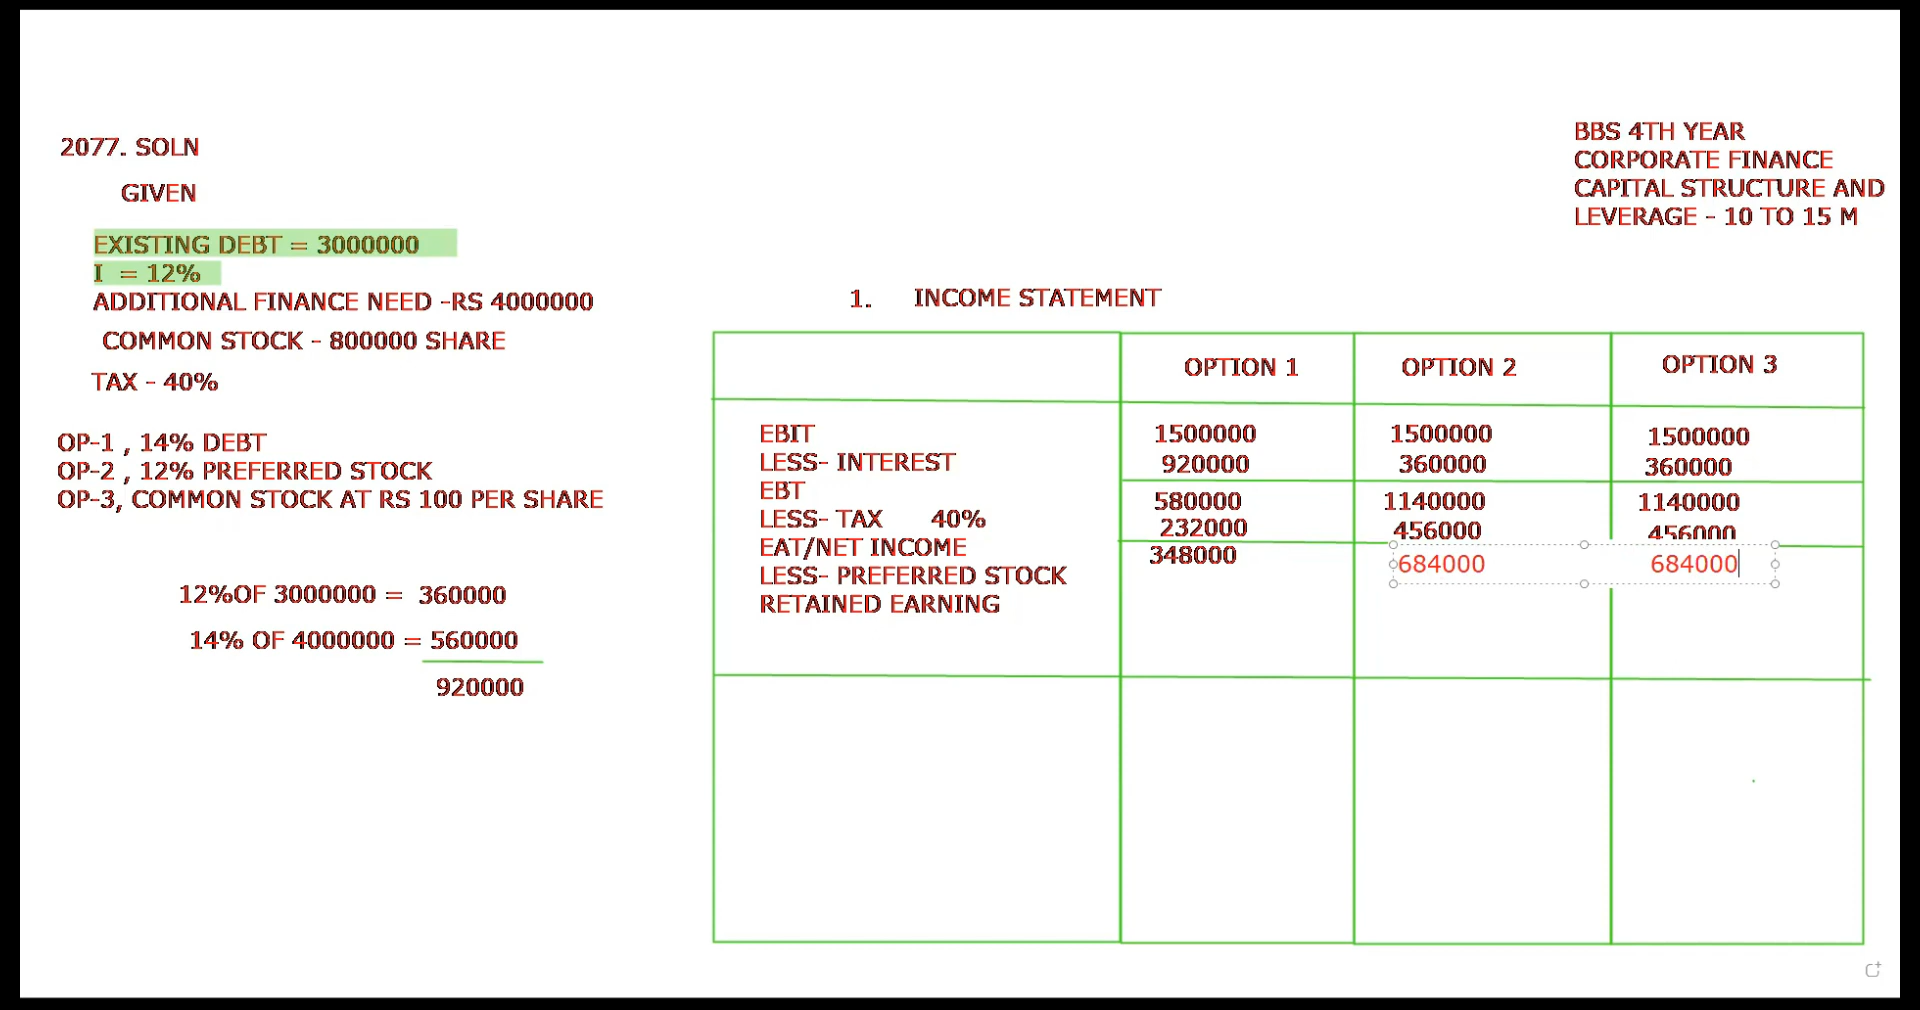 2077. SOLN
GIVEN
EXISTING DEBT = 3000000
I = 12%
ADDITIONAL FINANCE NEED -RS 4000000
COMMON STOCK - 800000 SHARE
TAX - 40%
OP-1 , 14% DEBT
OP-2 , 12% PREFERRED STOCK
OP-3, COMMON STOCK AT RS 100 PER SHARE
12%OF 3000000 = 360000
14% OF 4000000 = 560000
920000
BBS 4TH YEAR
CORPORATE FINANCE
CAPITAL STRUCTURE AND
LEVERAGE - 10 TO 15 M
1. INCOME STATEMENT
OPTION 1 OPTION 2 OPTION 3
EBIT 1500000 1500000 1500000
LESS- INTEREST 920000 360000 360000
EBT 580000 1140000 1140000
LESS- TAX 40% 232000 456000 456000
EAT/NET INCOME 348000 684000 684000
LESS- PREFERRED STOCK
RETAINED EARNING